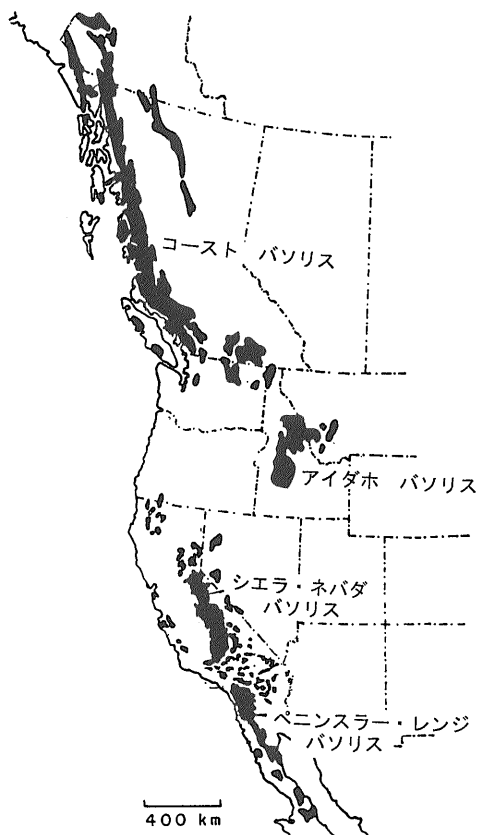 コースト バソリス
アイダホ バソリス
シエラ・ネバダ
バソリス
ペニンスラー・レンジ
バソリス
400 km